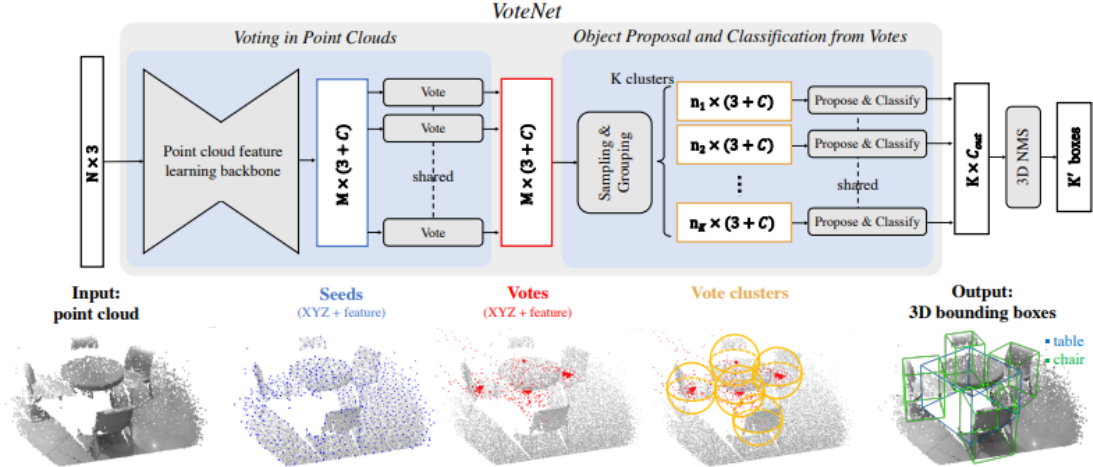 VoteNet
Voting in Point Clouds
Object Proposal and Classification from Votes
N × 3
Point cloud feature
learning backbone
M × (3 + C)
Vote
Vote
shared
Vote
M × (3 + C)
Sampling &
Grouping
K clusters
n₁ × (3 + C)
n₂ × (3 + C)
...
n_K × (3 + C)
Propose & Classify
Propose & Classify
shared
Propose & Classify
K × C_out
3D NMS
K' boxes
Input:
point cloud
Seeds
(XYZ + feature)
Votes
(XYZ + feature)
Vote clusters
Output:
3D bounding boxes
table
chair